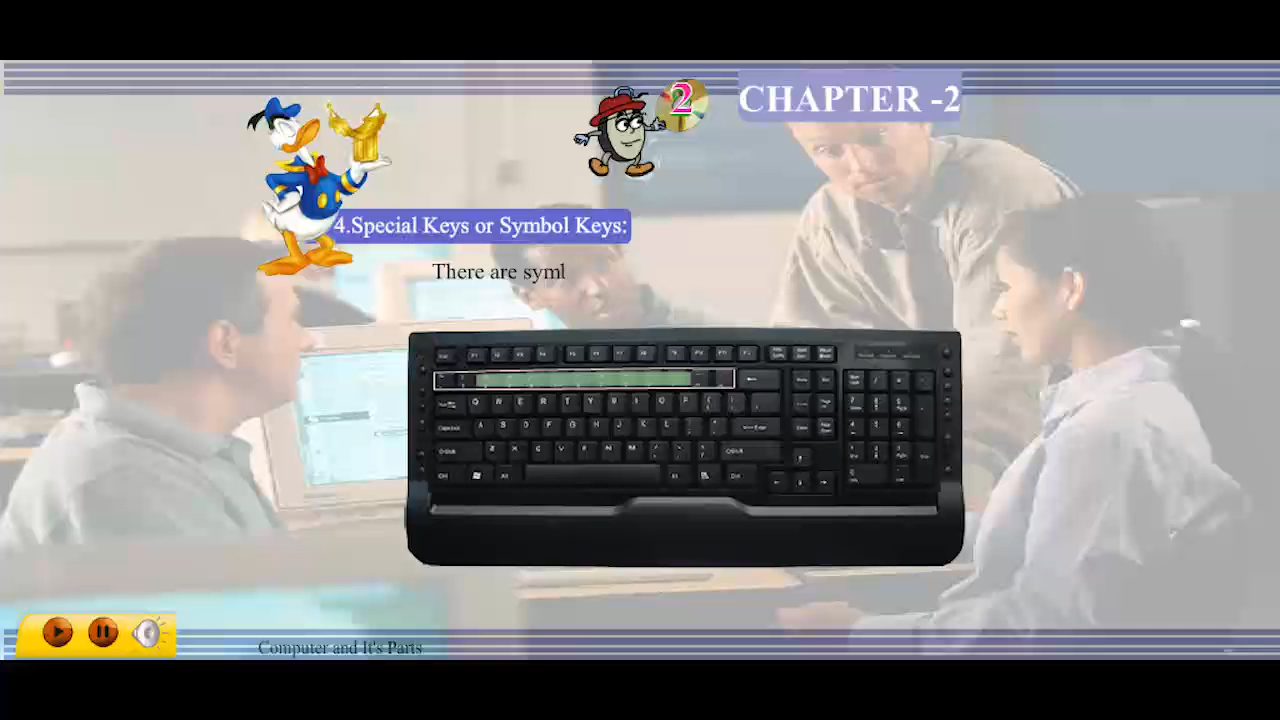 2
CHAPTER -2
4.Special Keys or Symbol Keys:
There are syml
Q W E R T Y U I O P
A S D F G H J K L
Computer and It's Parts